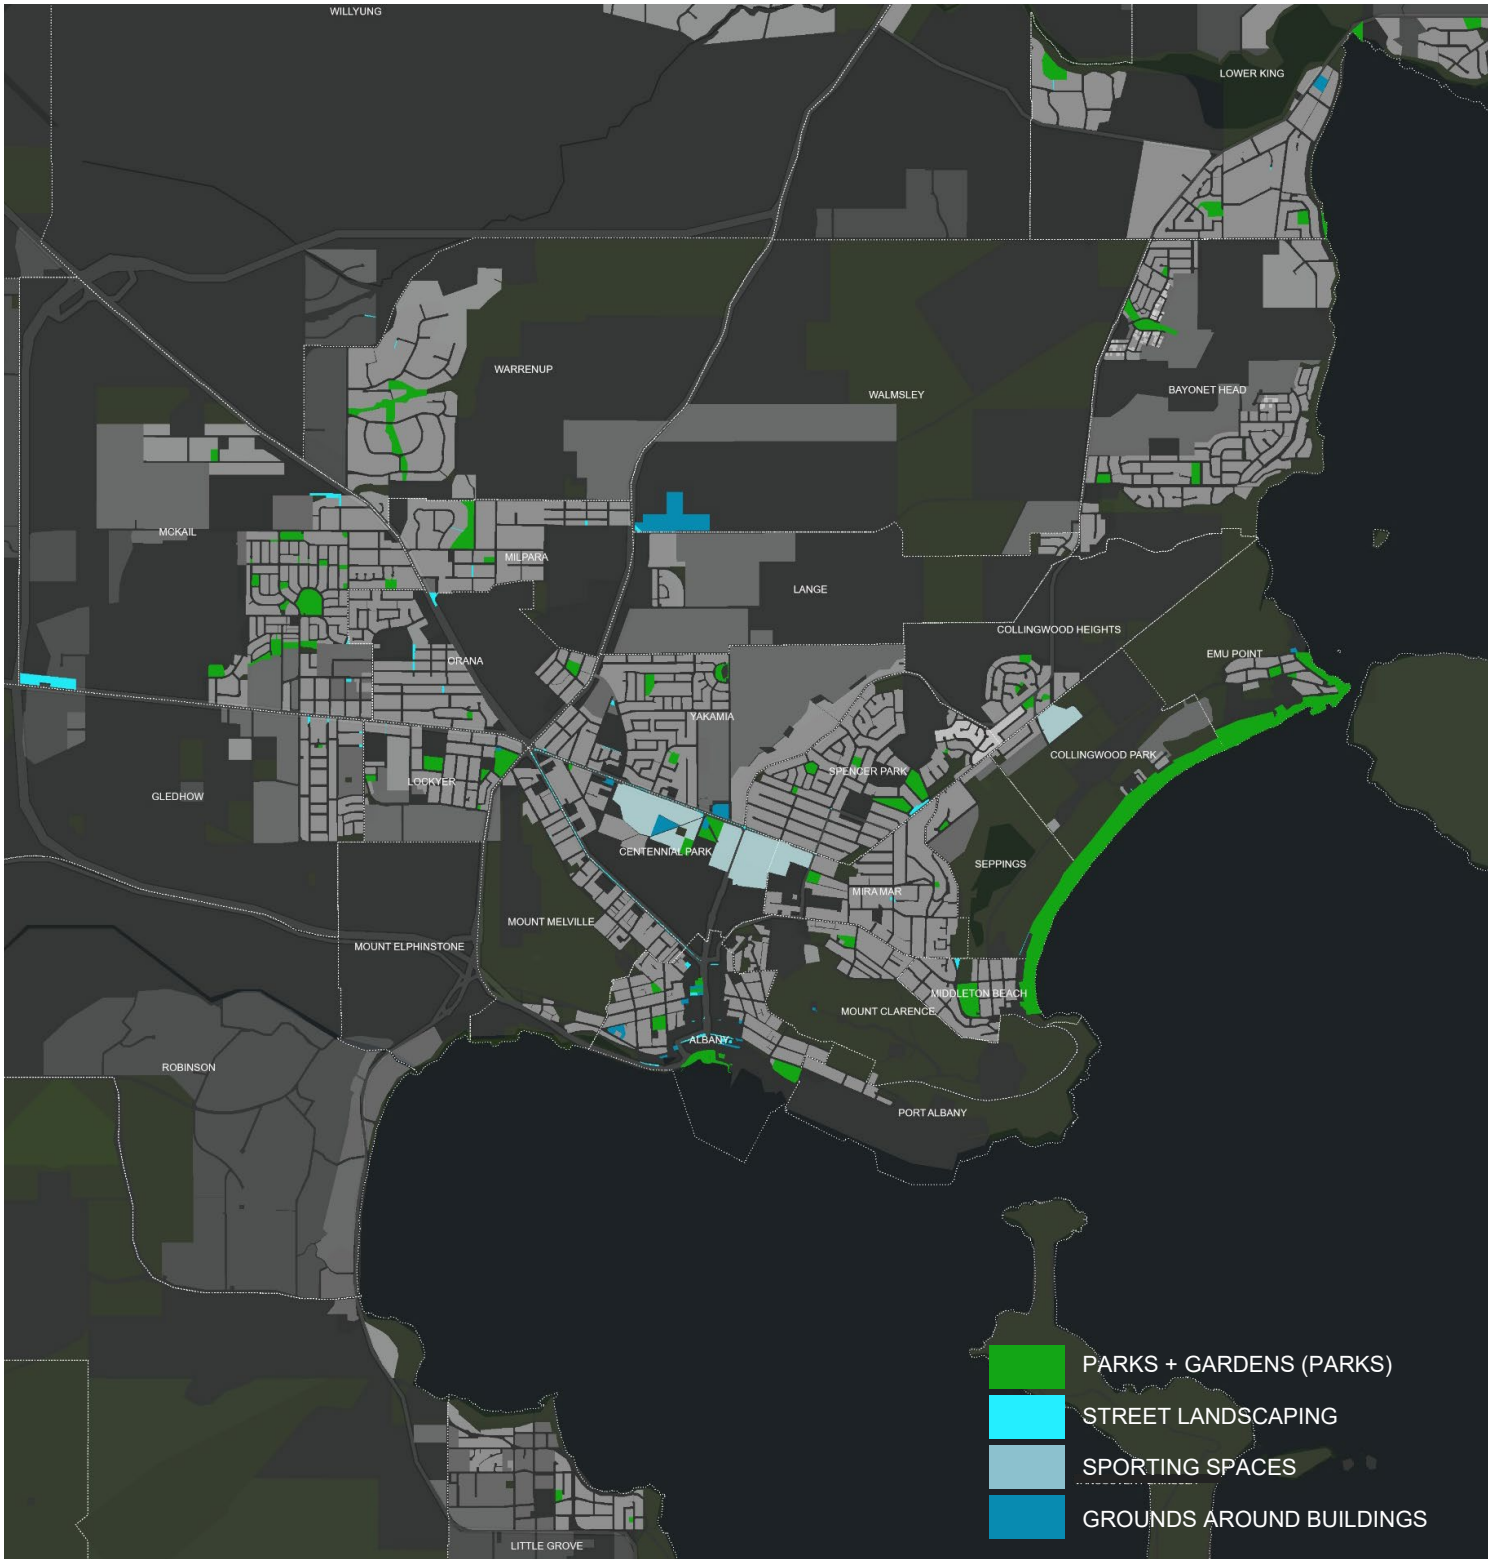 WILLYUNG
LOWER KING
WARRENUP
WALMSLEY
BAYONET HEAD
MCKAIL
MILPARA
LANGE
COLLINGWOOD HEIGHTS
EMU POINT
ORANA
YAKAMIA
COLLINGWOOD PARK
SPENCER PARK
LOCKYER
GLEDHOW
CENTENNIAL PARK
SEPPINGS
MIRA MAR
MOUNT MELVILLE
MOUNT ELPHINSTONE
MIDDLETON BEACH
MOUNT CLARENCE
ALBANY
ROBINSON
PORT ALBANY
PARKS + GARDENS (PARKS)
STREET LANDSCAPING
SPORTING SPACES
GROUNDS AROUND BUILDINGS
LITTLE GROVE